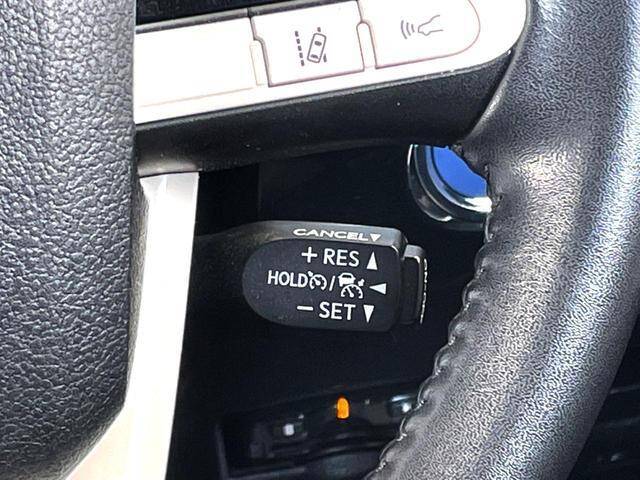 CANCEL▼
+ RES ▲
HOLD / ◄
− SET ▼